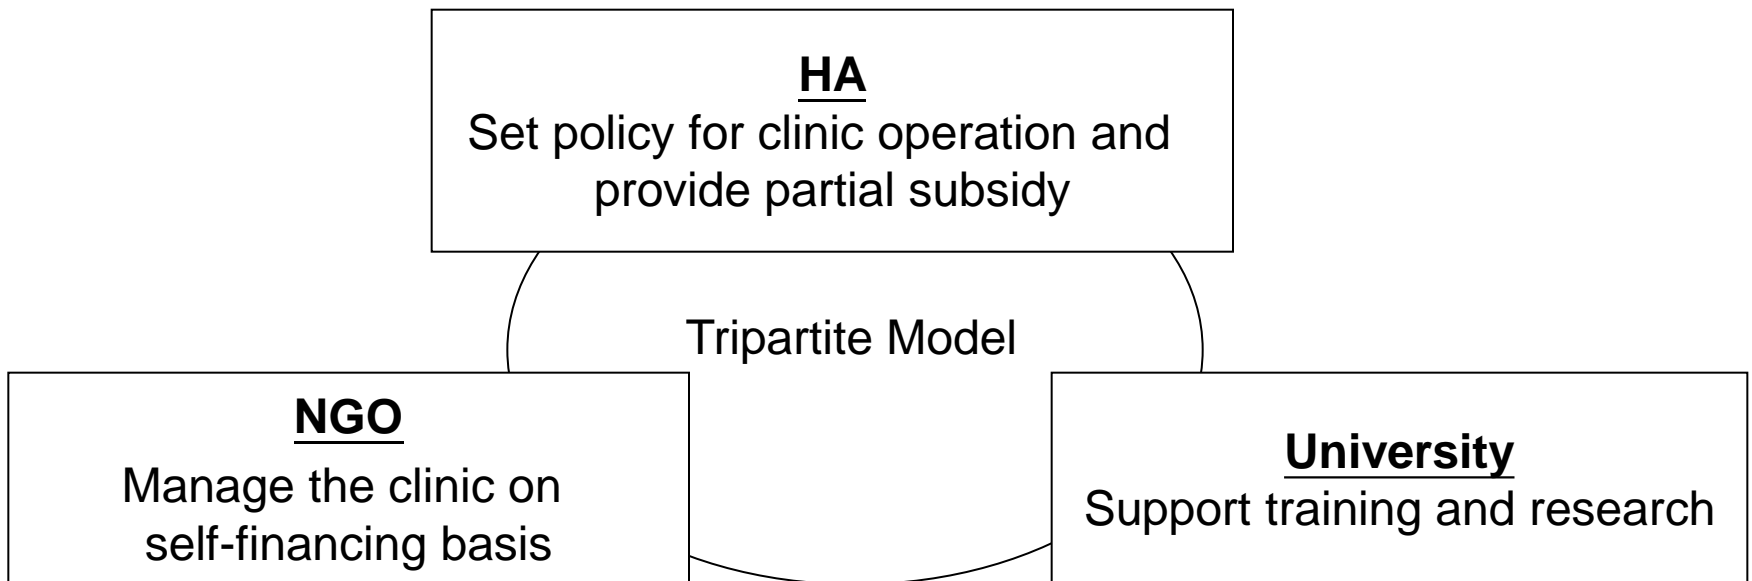 HA
Set policy for clinic operation and
provide partial subsidy
Tripartite Model
NGO
Manage the clinic on
self-financing basis
University
Support training and research